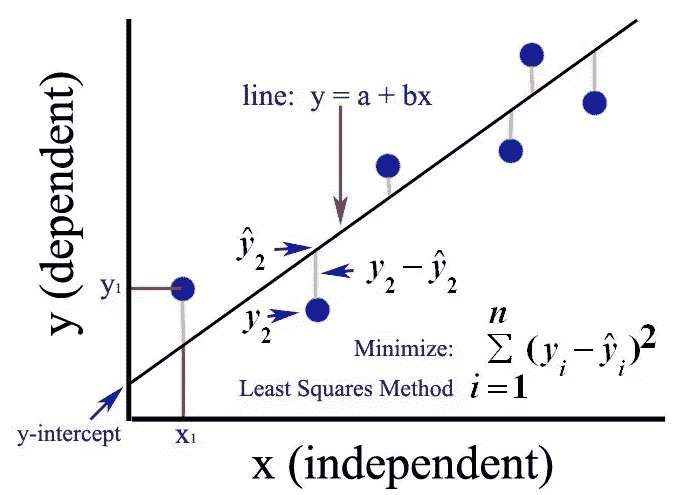 line: y = a + bx
y (dependent)
ŷ₂
y₂ – ŷ₂
y₁
y₂
n
Minimize: Σ (yᵢ – ŷᵢ)²
Least Squares Method i = 1
y-intercept
x₁
x (independent)